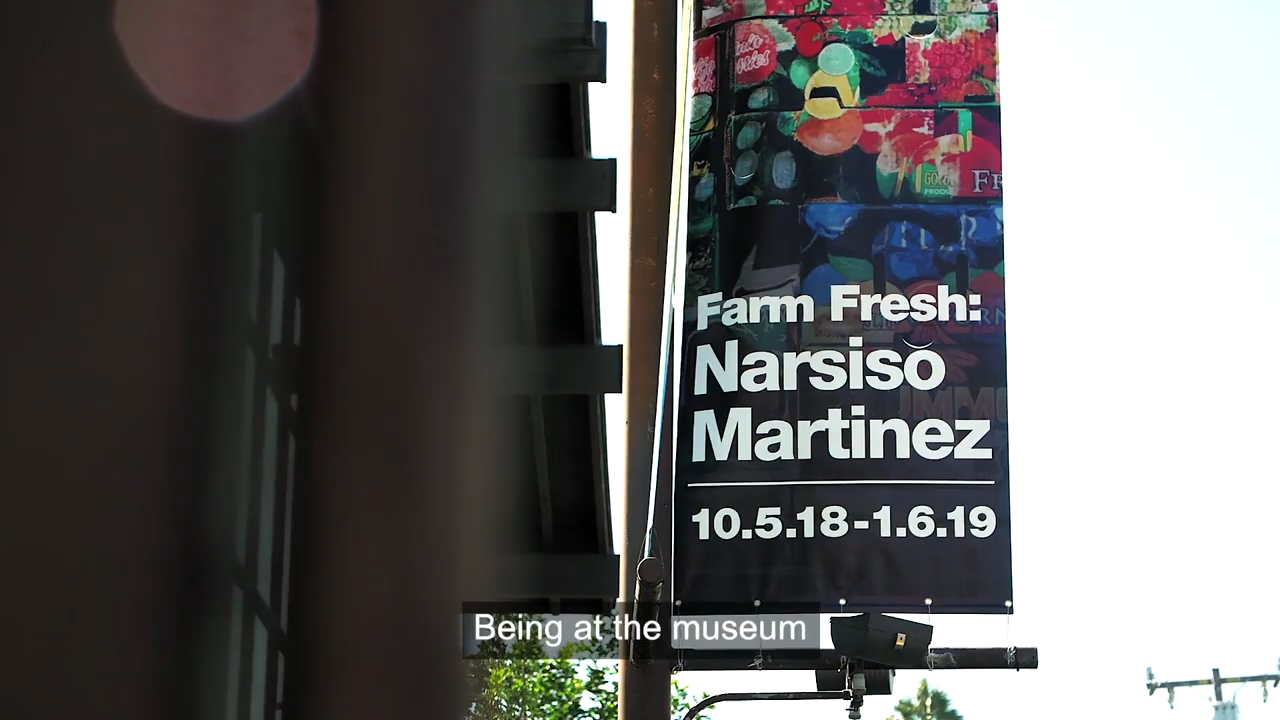 Farm Fresh:
Narsiso
Martinez
10.5.18-1.6.19
Being at the museum